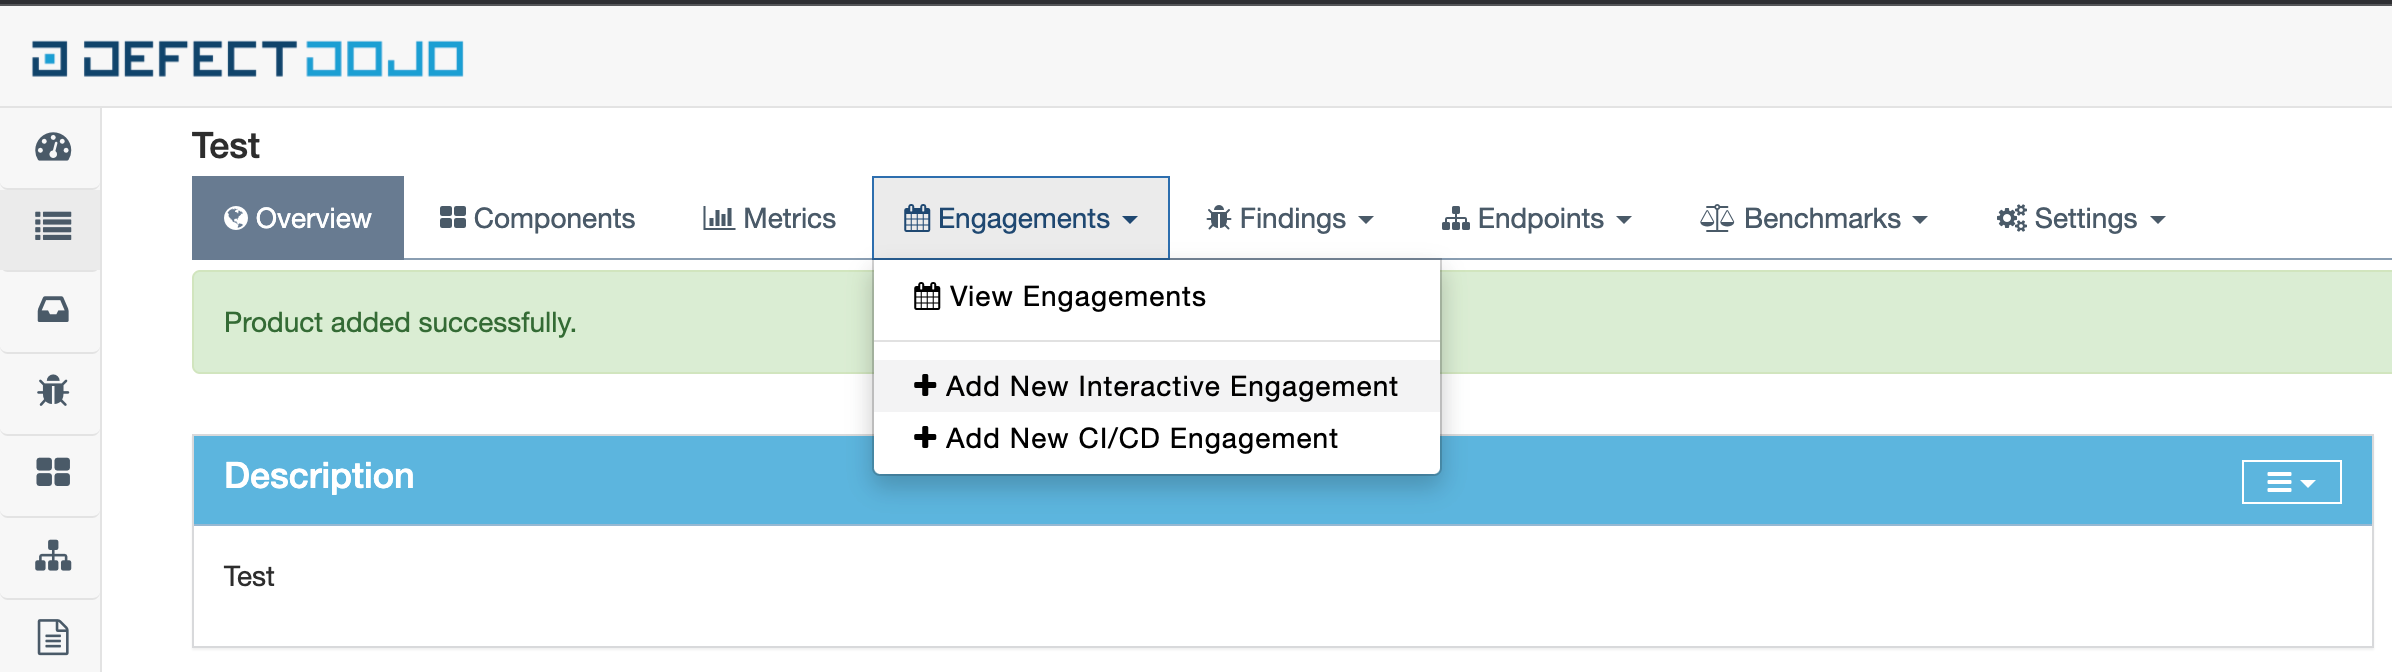 DEFECTDOJO
Test
Overview Components Metrics Engagements Findings Endpoints Benchmarks Settings
View Engagements
Product added successfully.
Add New Interactive Engagement
Add New CI/CD Engagement
Description
Test